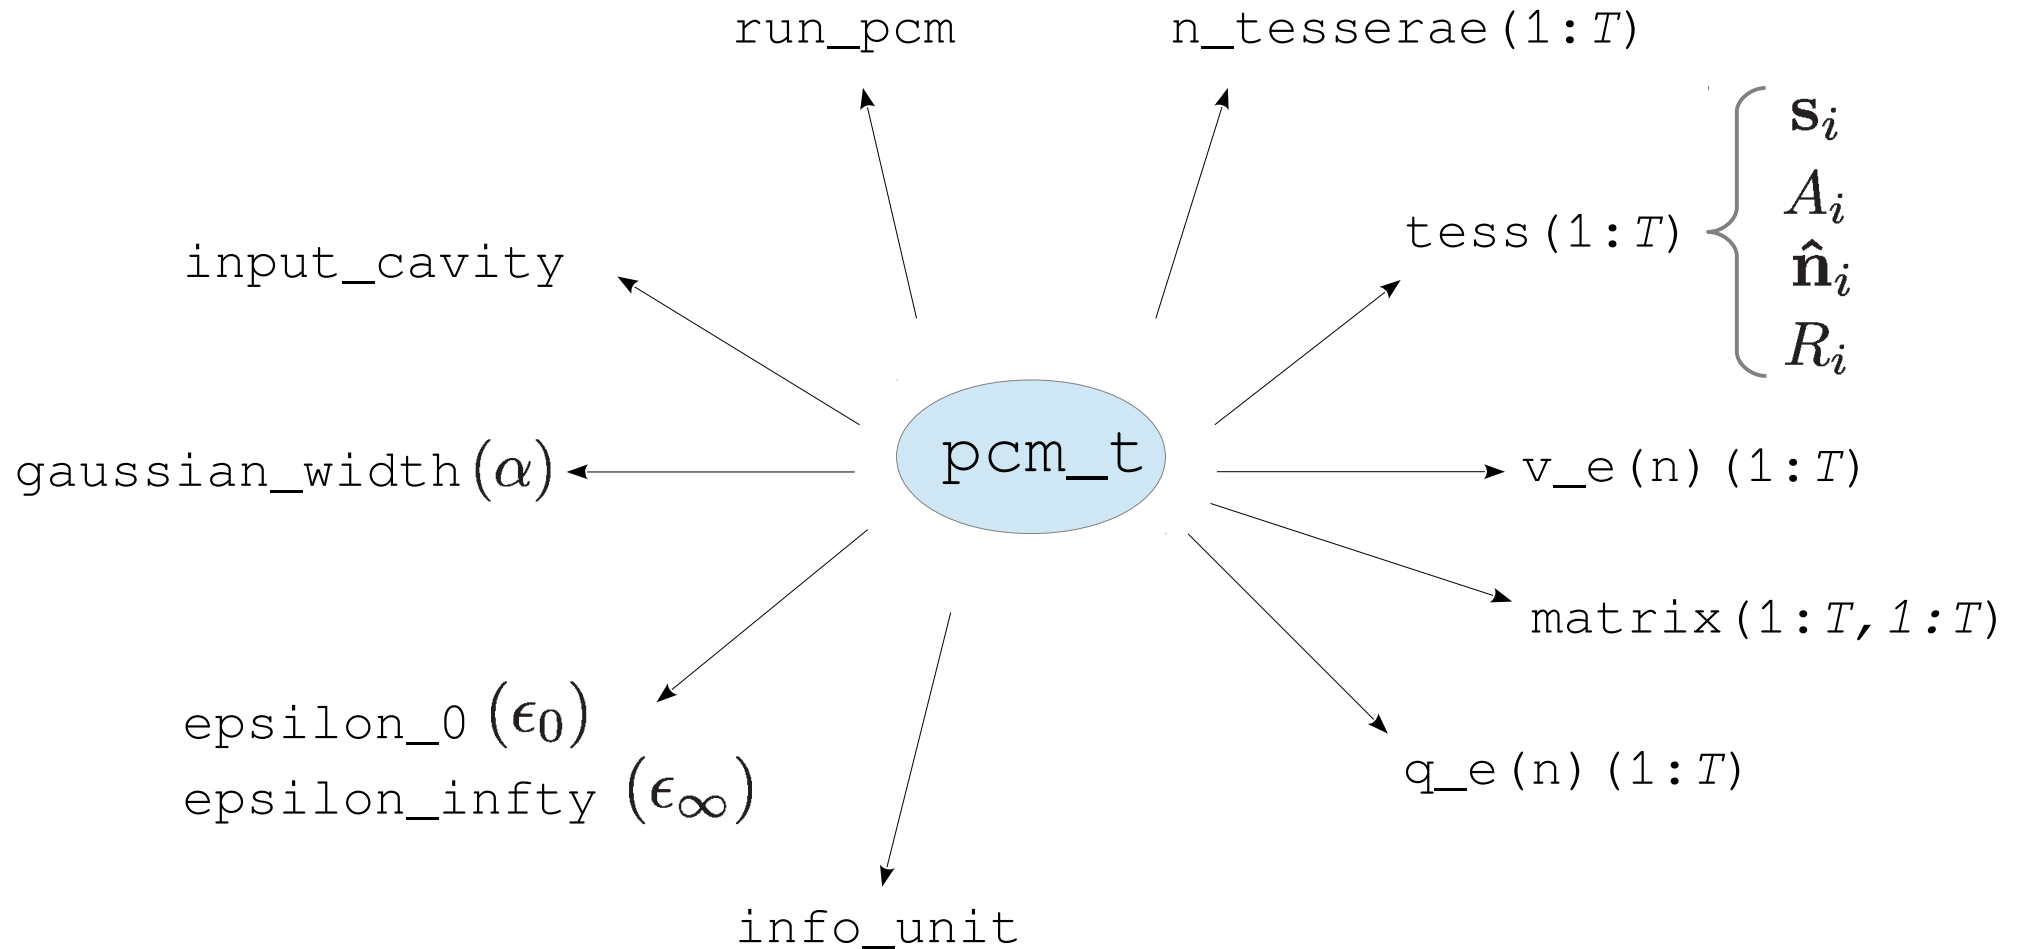 run_pcm
n_tesserae(1:T)
s_i
A_i
tess(1:T)
n̂_i
R_i
input_cavity
pcm_t
gaussian_width(α)
v_e(n)(1:T)
matrix(1:T,1:T)
epsilon_0 (ϵ_0)
epsilon_infty (ϵ_∞)
q_e(n)(1:T)
info_unit